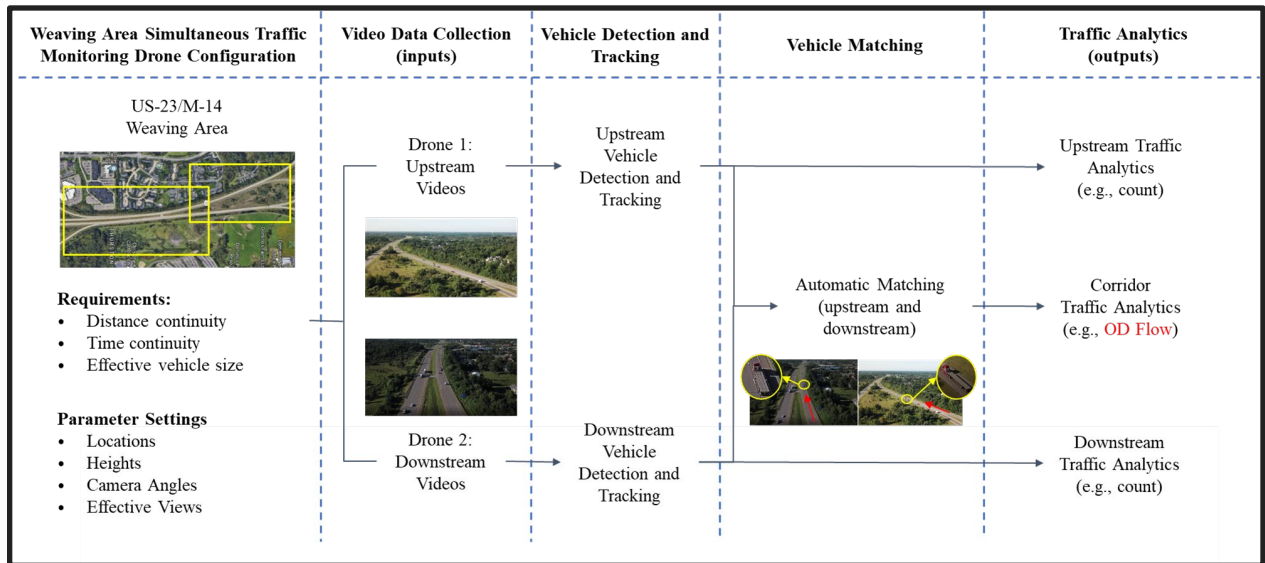 Weaving Area Simultaneous Traffic
Monitoring Drone Configuration
Video Data Collection
(inputs)
Vehicle Detection and
Tracking
Vehicle Matching
Traffic Analytics
(outputs)
US-23/M-14
Weaving Area
Requirements:
• Distance continuity
• Time continuity
• Effective vehicle size
Parameter Settings
• Locations
• Heights
• Camera Angles
• Effective Views
Drone 1:
Upstream
Videos
Drone 2:
Downstream
Videos
Upstream
Vehicle
Detection and
Tracking
Downstream
Vehicle
Detection and
Tracking
Automatic Matching
(upstream and
downstream)
Upstream Traffic
Analytics
(e.g., count)
Corridor
Traffic Analytics
(e.g., OD Flow)
Downstream
Traffic Analytics
(e.g., count)